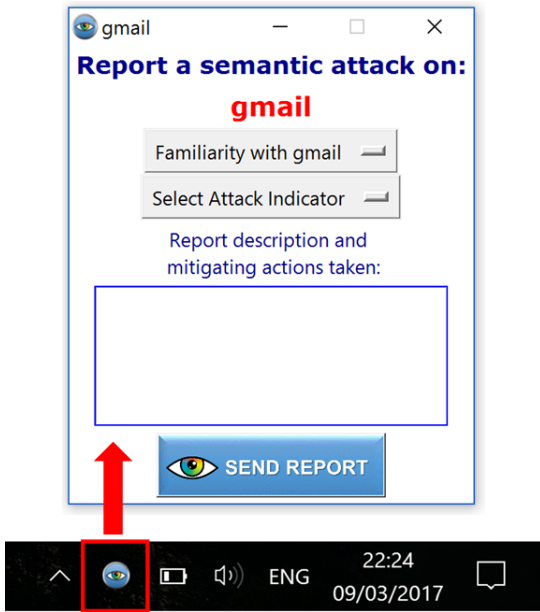 gmail
Report a semantic attack on:
gmail
Familiarity with gmail
Select Attack Indicator
Report description and
mitigating actions taken:
SEND REPORT
ENG
22:24
09/03/2017